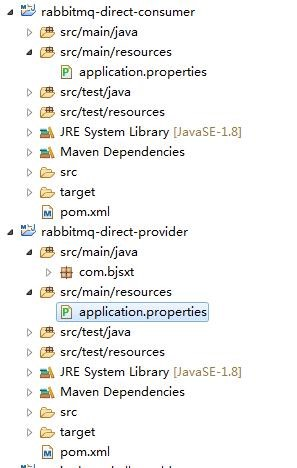 rabbitmq-direct-consumer
src/main/java
src/main/resources
application.properties
src/test/java
src/test/resources
JRE System Library [JavaSE-1.8]
Maven Dependencies
src
target
pom.xml
rabbitmq-direct-provider
src/main/java
com.bjsxt
src/main/resources
application.properties
src/test/java
src/test/resources
JRE System Library [JavaSE-1.8]
Maven Dependencies
src
target
pom.xml